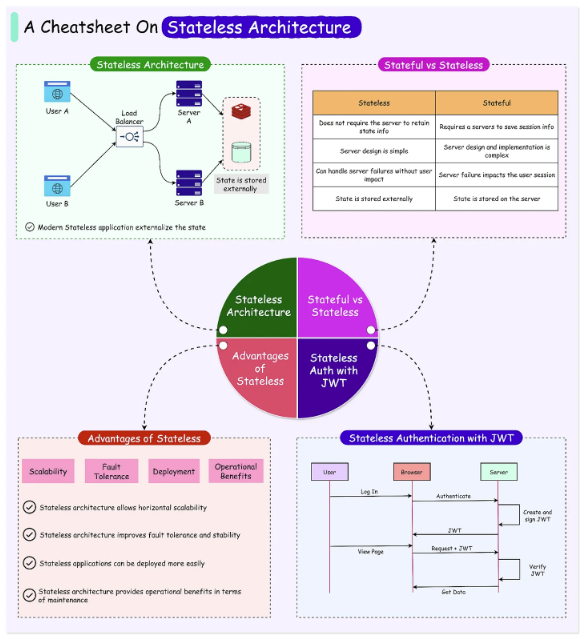 A Cheatsheet On Stateless Architecture
Stateless Architecture
User A
User B
Load
Balancer
Server
A
Server B
State is stored
externally
Modern Stateless application externalize the state
Stateful vs Stateless
Stateless
Stateful
Does not require the server to retain
state info
Requires a servers to save session info
Server design is simple
Server design and implementation is
complex
Can handle server failures without user
impact
Server failure impacts the user session
State is stored externally
State is stored on the server
Stateless
Architecture
Stateful vs
Stateless
Advantages
of
Stateless
Stateless
Auth with
JWT
Advantages of Stateless
Scalability
Fault
Tolerance
Deployment
Operational
Benefits
Stateless architecture allows horizontal scalability
Stateless architecture improves fault tolerance and stability
Stateless applications can be deployed more easily
Stateless architecture provides operational benefits in terms
of maintenance
Stateless Authentication with JWT
User
Browser
Server
Log In
Authenticate
Create and
sign JWT
JWT
View Page
Request + JWT
Verify
JWT
Get Data